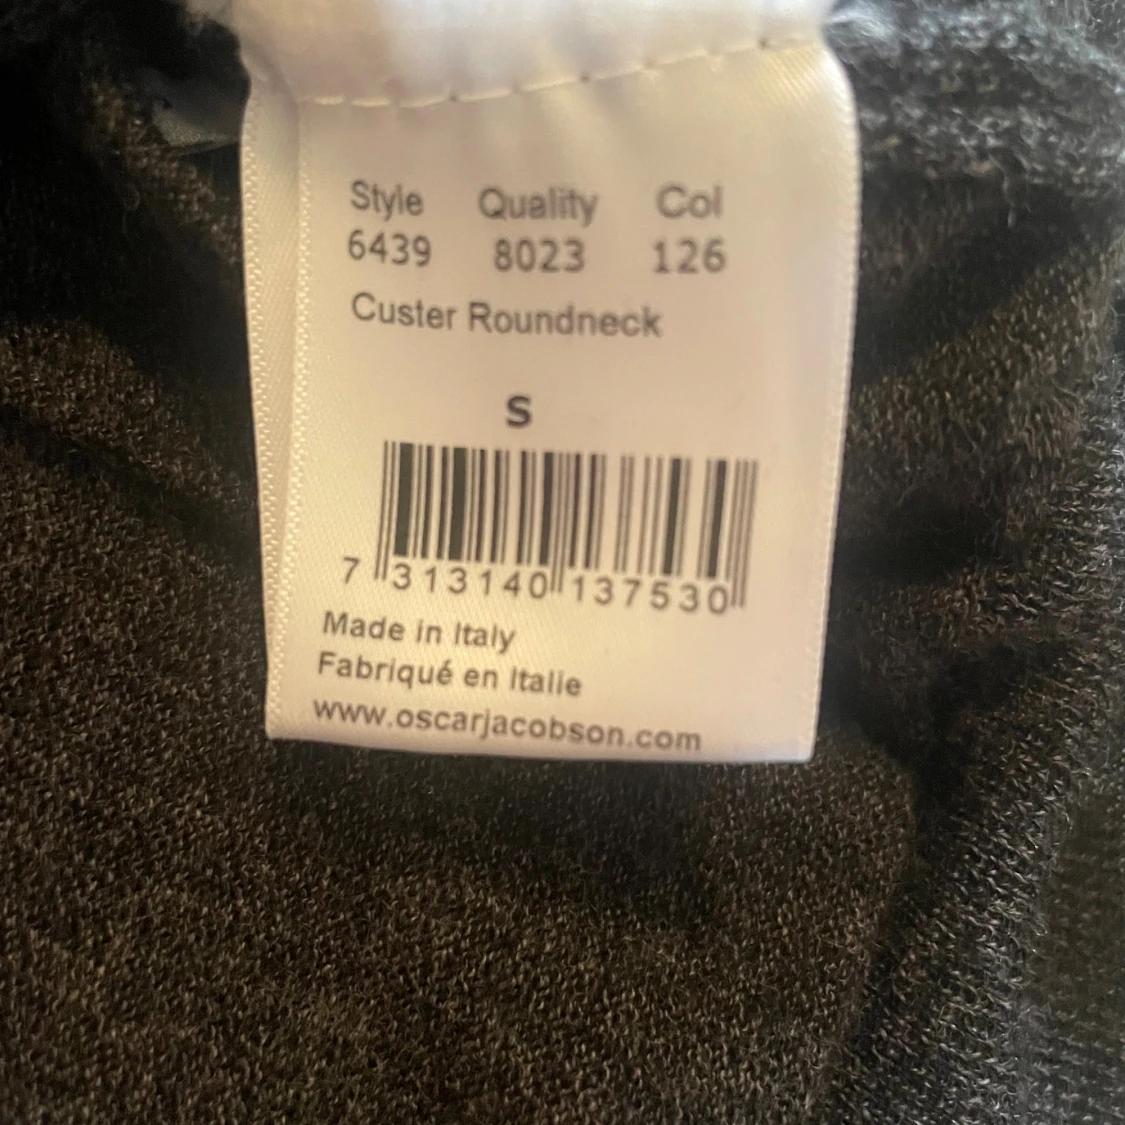 Style Quality Col
6439 8023 126
Custer Roundneck
S
7 313140 137530
Made in Italy
Fabriqué en Italie
www.oscarjacobson.com